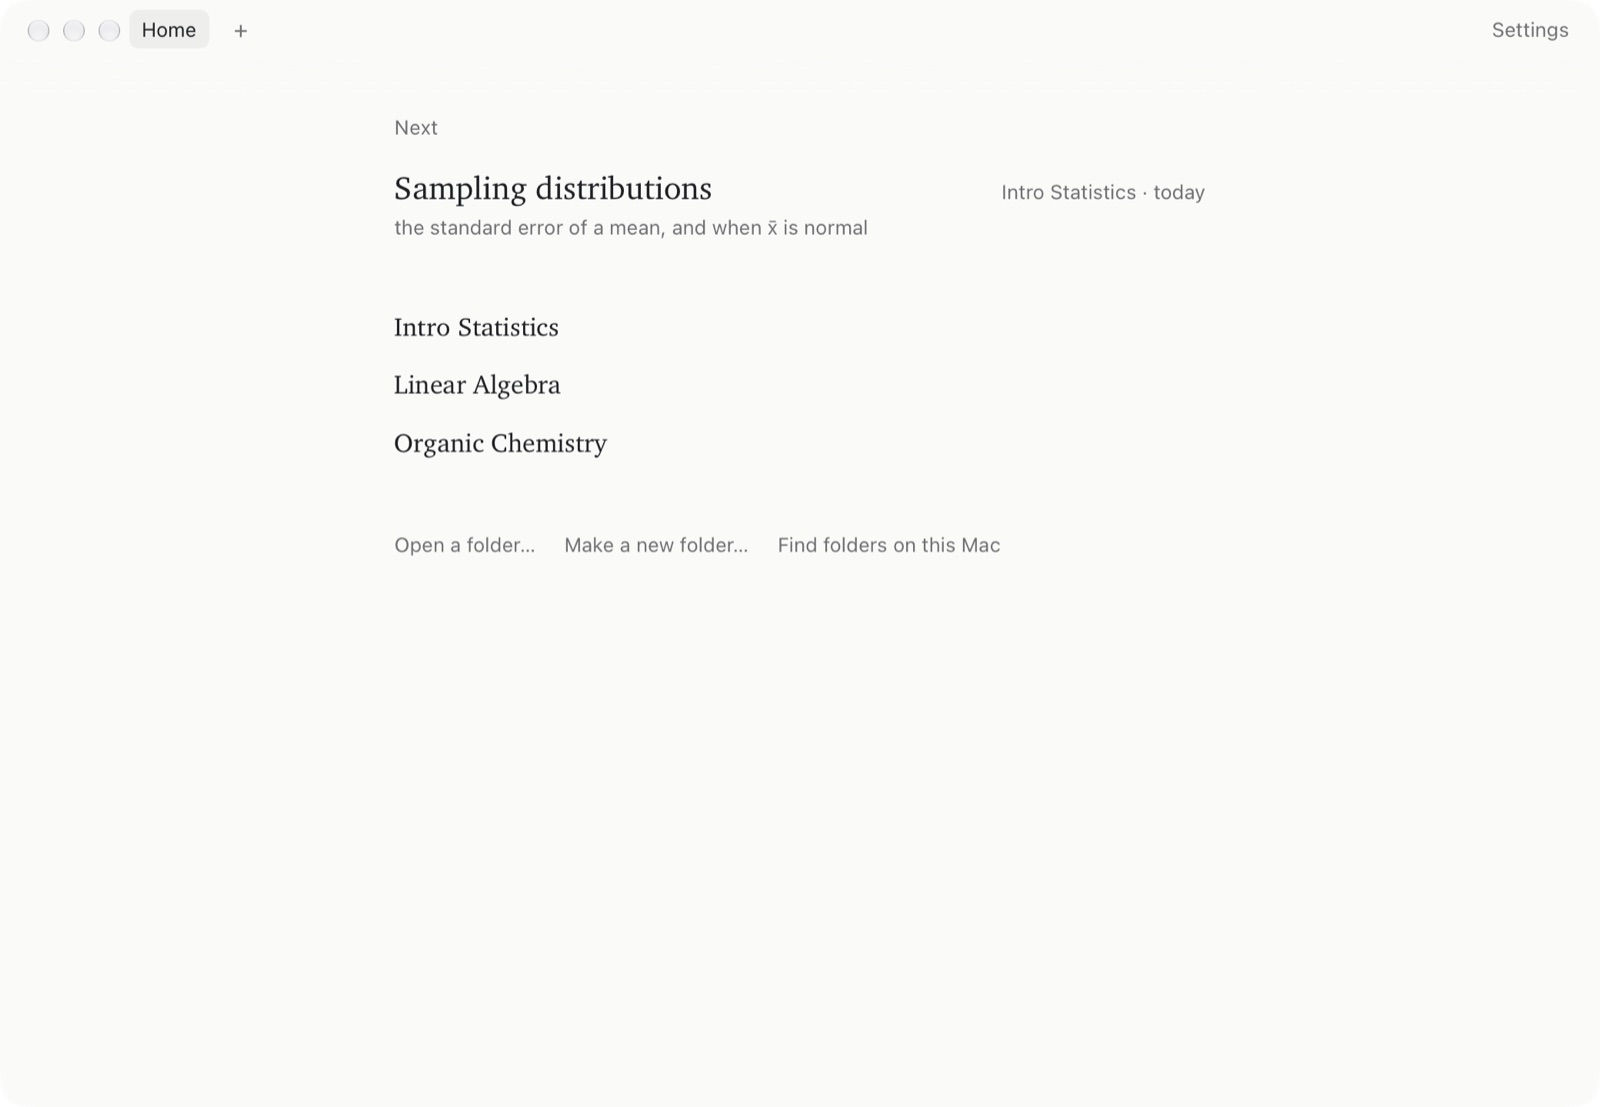 Home + Settings
Next
Sampling distributions
Intro Statistics · today
the standard error of a mean, and when x̄ is normal
Intro Statistics
Linear Algebra
Organic Chemistry
Open a folder... Make a new folder... Find folders on this Mac